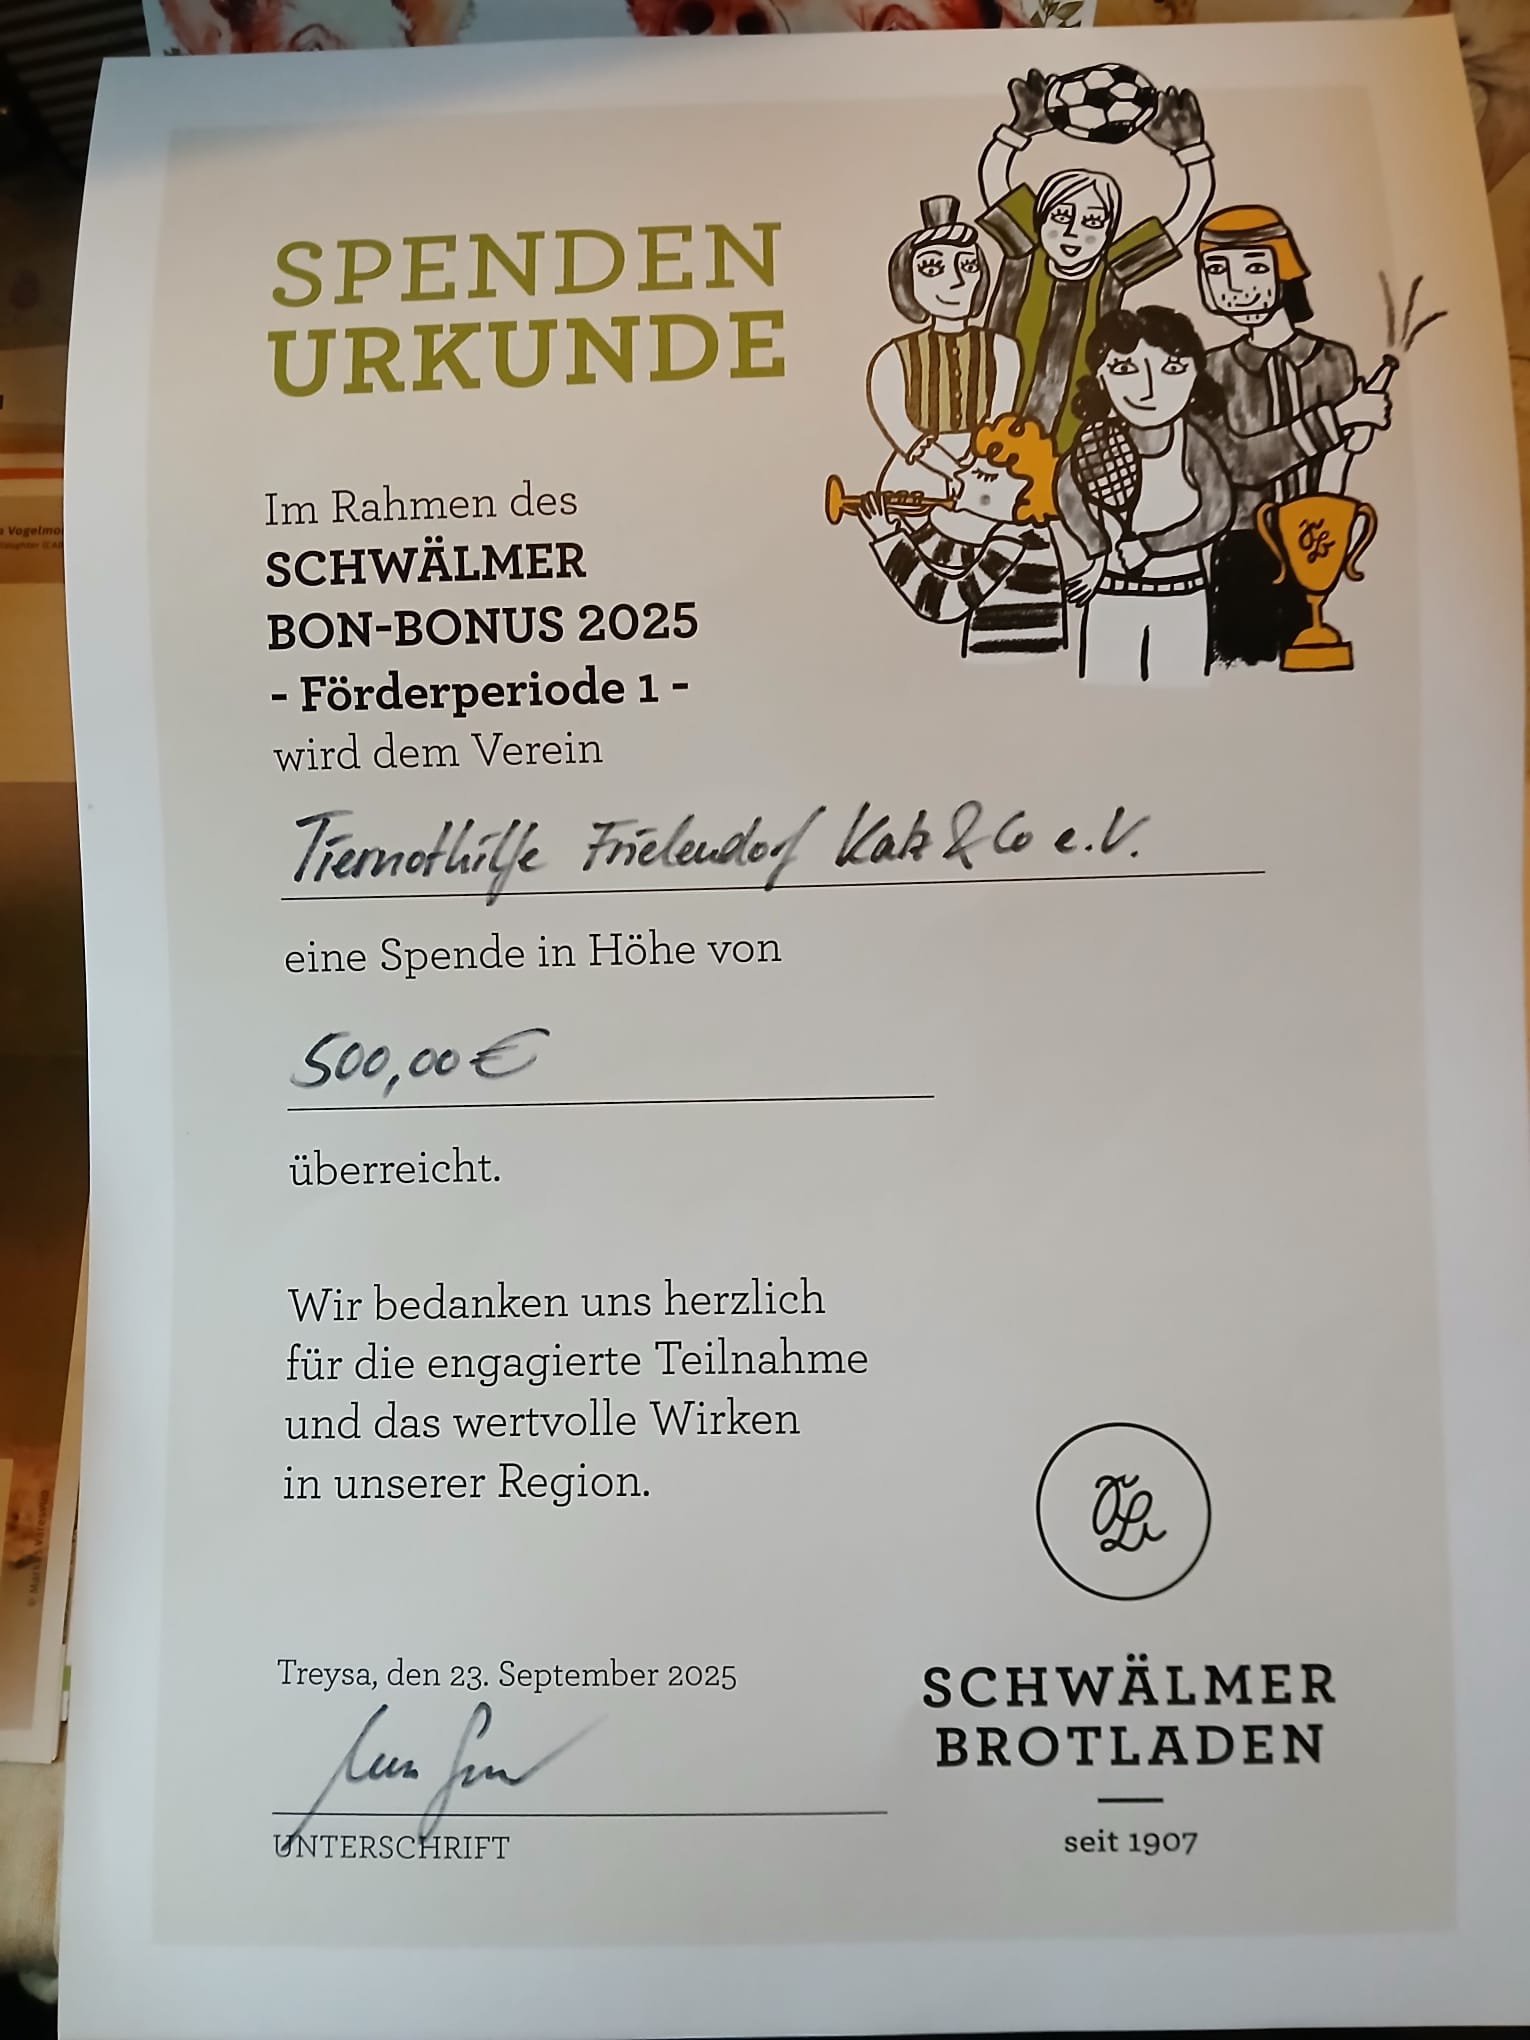 SPENDEN
URKUNDE
Im Rahmen des
SCHWÄLMER
BON-BONUS 2025
- Förderperiode 1 -
wird dem Verein
Tiernothilfe Frielendorf Katz & Co e.V.
eine Spende in Höhe von
500,00 €
überreicht.
Wir bedanken uns herzlich
für die engagierte Teilnahme
und das wertvolle Wirken
in unserer Region.
Treysa, den 23. September 2025
UNTERSCHRIFT
SCHWÄLMER
BROTLADEN
seit 1907